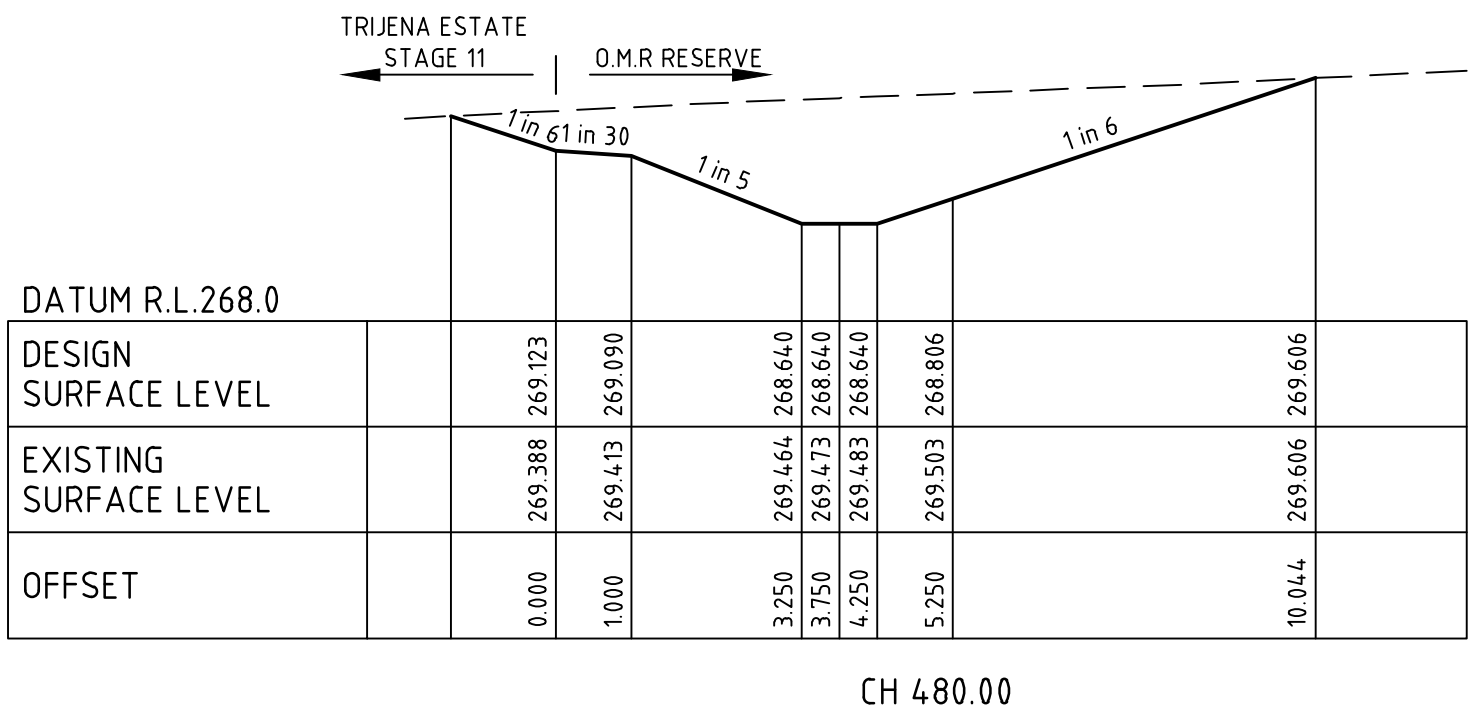 TRIJENA ESTATE
STAGE 11
O.M.R RESERVE
1 in 6
1 in 30
1 in 5
1 in 6
DATUM R.L.268.0
DESIGN
SURFACE LEVEL
269.123
269.090
268.640
268.640
268.640
268.806
269.606
EXISTING
SURFACE LEVEL
269.388
269.413
269.464
269.473
269.483
269.503
269.606
OFFSET
0.000
1.000
3.250
3.750
4.250
5.250
10.044
CH 480.00